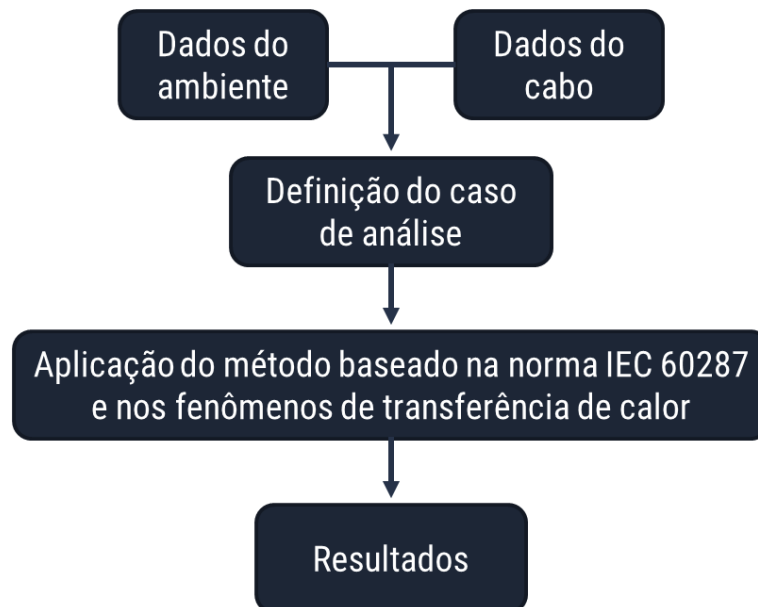 Dados do
ambiente
Dados do
cabo
Definição do caso
de análise
Aplicação do método baseado na norma IEC 60287
e nos fenômenos de transferência de calor
Resultados